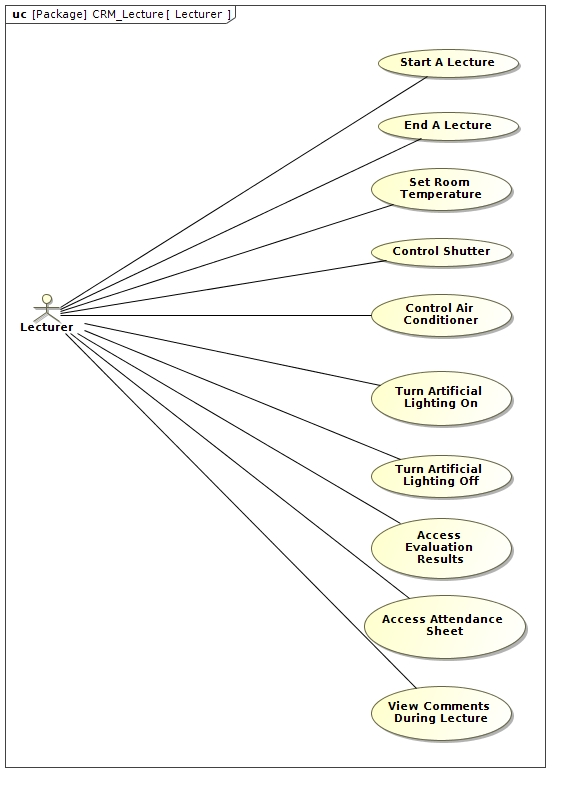 uc [Package] CRM_Lecture [ Lecturer ]
Start A Lecture
End A Lecture
Set Room
Temperature
Control Shutter
Lecturer
Control Air
Conditioner
Turn Artificial
Lighting On
Turn Artificial
Lighting Off
Access
Evaluation
Results
Access Attendance
Sheet
View Comments
During Lecture